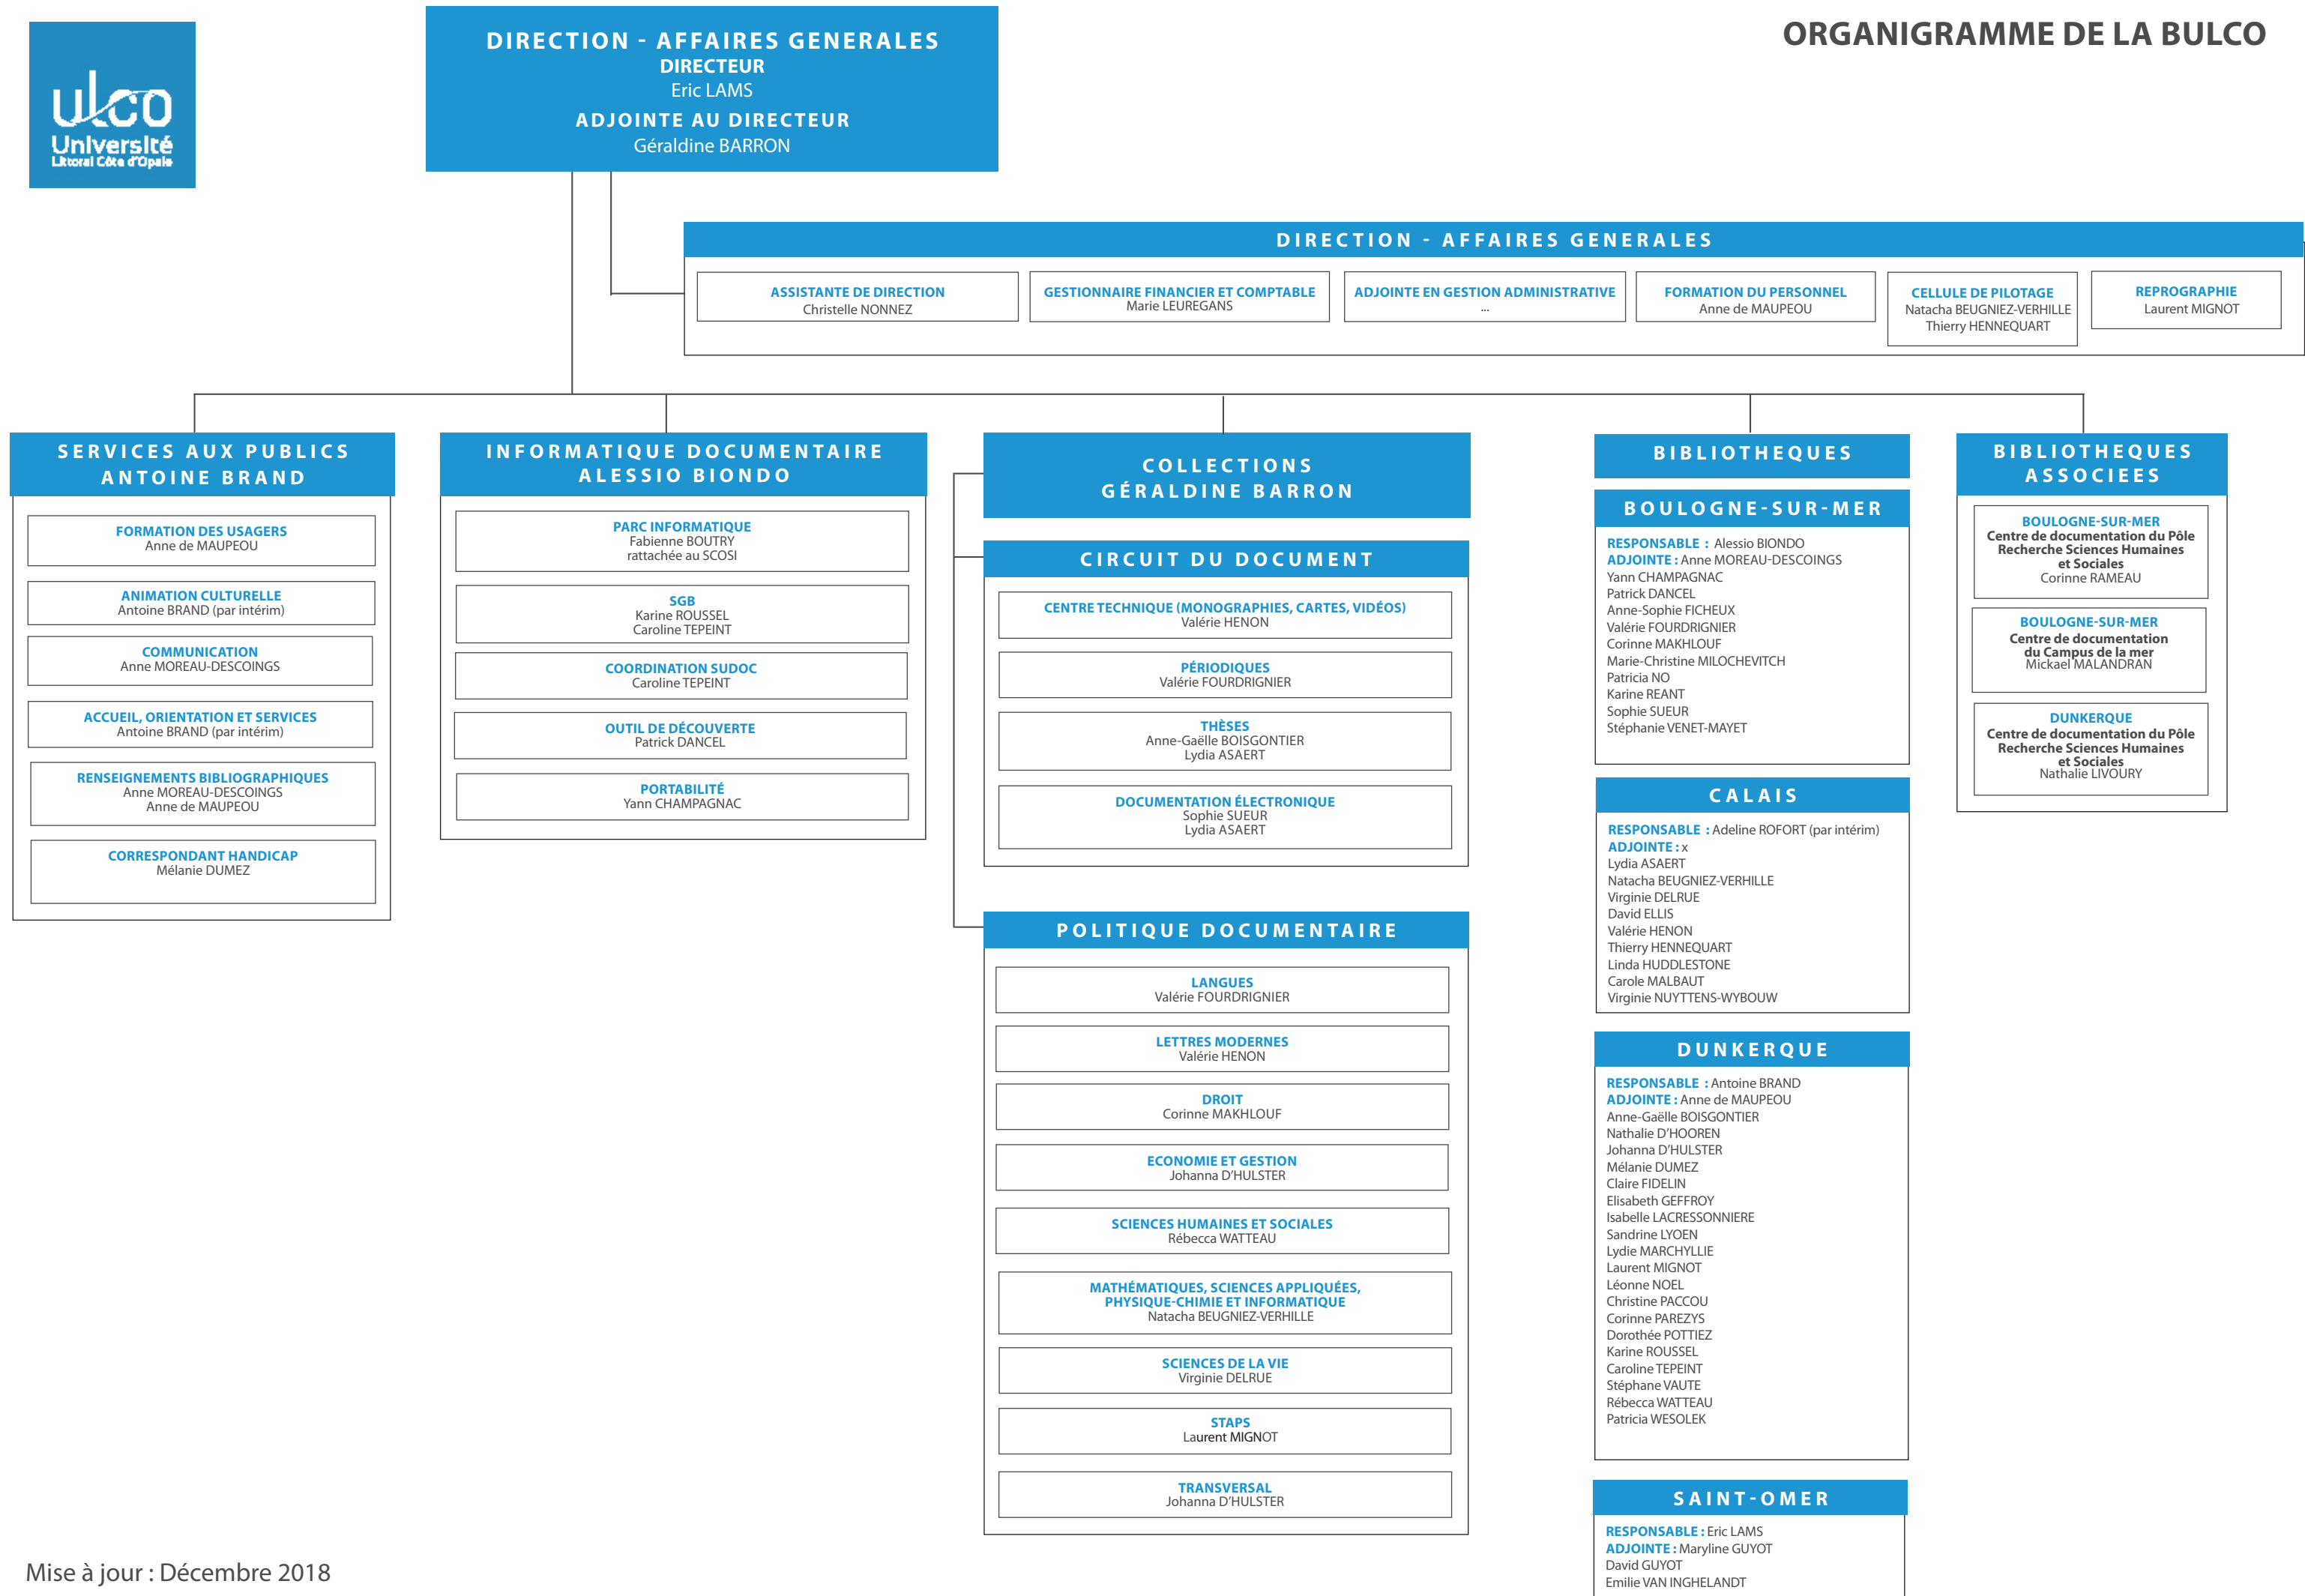 ulco
Université
Littoral Côte d'Opale
DIRECTION - AFFAIRES GENERALES
DIRECTEUR
Eric LAMS
ADJOINTE AU DIRECTEUR
Géraldine BARRON
ORGANIGRAMME DE LA BULCO
DIRECTION - AFFAIRES GENERALES
ASSISTANTE DE DIRECTION
Christelle NONNEZ
GESTIONNAIRE FINANCIER ET COMPTABLE
Marie LEUREGANS
ADJOINTE EN GESTION ADMINISTRATIVE
...
FORMATION DU PERSONNEL
Anne de MAUPEOU
CELLULE DE PILOTAGE
Natacha BEUGNIEZ-VERHILLE
Thierry HENNEQUART
REPROGRAPHIE
Laurent MIGNOT
SERVICES AUX PUBLICS
ANTOINE BRAND
FORMATION DES USAGERS
Anne de MAUPEOU
ANIMATION CULTURELLE
Antoine BRAND (par intérim)
COMMUNICATION
Anne MOREAU-DESCOINGS
ACCUEIL, ORIENTATION ET SERVICES
Antoine BRAND (par intérim)
RENSEIGNEMENTS BIBLIOGRAPHIQUES
Anne MOREAU-DESCOINGS
Anne de MAUPEOU
CORRESPONDANT HANDICAP
Mélanie DUMEZ
INFORMATIQUE DOCUMENTAIRE
ALESSIO BIONDO
PARC INFORMATIQUE
Fabienne BOUTRY
rattachée au SCOSI
SGB
Karine ROUSSEL
Caroline TEPEINT
COORDINATION SUDOC
Caroline TEPEINT
OUTIL DE DÉCOUVERTE
Patrick DANCEL
PORTABILITÉ
Yann CHAMPAGNAC
COLLECTIONS
GÉRALDINE BARRON
CIRCUIT DU DOCUMENT
CENTRE TECHNIQUE (MONOGRAPHIES, CARTES, VIDÉOS)
Valérie HENON
PÉRIODIQUES
Valérie FOURDRIGNIER
THÈSES
Anne-Gaëlle BOISGONTIER
Lydia ASAERT
DOCUMENTATION ÉLECTRONIQUE
Sophie SUEUR
Lydia ASAERT
POLITIQUE DOCUMENTAIRE
LANGUES
Valérie FOURDRIGNIER
LETTRES MODERNES
Valérie HENON
DROIT
Corinne MAKHLOUF
ECONOMIE ET GESTION
Johanna D'HULSTER
SCIENCES HUMAINES ET SOCIALES
Rébecca WATTEAU
MATHÉMATIQUES, SCIENCES APPLIQUÉES,
PHYSIQUE-CHIMIE ET INFORMATIQUE
Natacha BEUGNIEZ-VERHILLE
SCIENCES DE LA VIE
Virginie DELRUE
STAPS
Laurent MIGNOT
TRANSVERSAL
Johanna D'HULSTER
BIBLIOTHEQUES
BOULOGNE-SUR-MER
RESPONSABLE : Alessio BIONDO
ADJOINTE : Anne MOREAU-DESCOINGS
Yann CHAMPAGNAC
Patrick DANCEL
Anne-Sophie FICHEUX
Valérie FOURDRIGNIER
Corinne MAKHLOUF
Marie-Christine MILOCHEVITCH
Patricia NO
Karine REANT
Sophie SUEUR
Stéphanie VENET-MAYET
CALAIS
RESPONSABLE : Adeline ROFORT (par intérim)
ADJOINTE : x
Lydia ASAERT
Natacha BEUGNIEZ-VERHILLE
Virginie DELRUE
David ELLIS
Valérie HENON
Thierry HENNEQUART
Linda HUDDLESTONE
Carole MALBAUT
Virginie NUYTTENS-WYBOUW
DUNKERQUE
RESPONSABLE : Antoine BRAND
ADJOINTE : Anne de MAUPEOU
Anne-Gaëlle BOISGONTIER
Nathalie D'HOOREN
Johanna D'HULSTER
Mélanie DUMEZ
Claire FIDELIN
Elisabeth GEFFROY
Isabelle LACRESSONNIERE
Sandrine LYOEN
Lydie MARCHYLLIE
Laurent MIGNOT
Léonne NOEL
Christine PACCOU
Corinne PAREZYS
Dorothée POTTIEZ
Karine ROUSSEL
Caroline TEPEINT
Stéphane VAUTE
Rébecca WATTEAU
Patricia WESOLEK
SAINT-OMER
RESPONSABLE : Eric LAMS
ADJOINTE : Maryline GUYOT
David GUYOT
Emilie VAN INGHELANDT
BIBLIOTHEQUES
ASSOCIEES
BOULOGNE-SUR-MER
Centre de documentation du Pôle
Recherche Sciences Humaines
et Sociales
Corinne RAMEAU
BOULOGNE-SUR-MER
Centre de documentation
du Campus de la mer
Mickael MALANDRAN
DUNKERQUE
Centre de documentation du Pôle
Recherche Sciences Humaines
et Sociales
Nathalie LIVOURY
Mise à jour : Décembre 2018